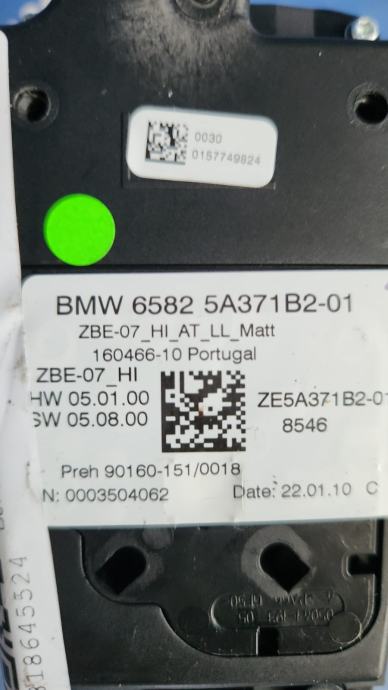 0030
0157749824
BMW 6582 5A371B2-01
ZBE-07_HI_AT_LL_Matt
160466-10 Portugal
ZBE-07_HI
HW 05.01.00
SW 05.08.00
ZE5A371B2-01
8546
Preh 90160-151/0018
N: 0003504062
Date: 22.01.10 C
818645524